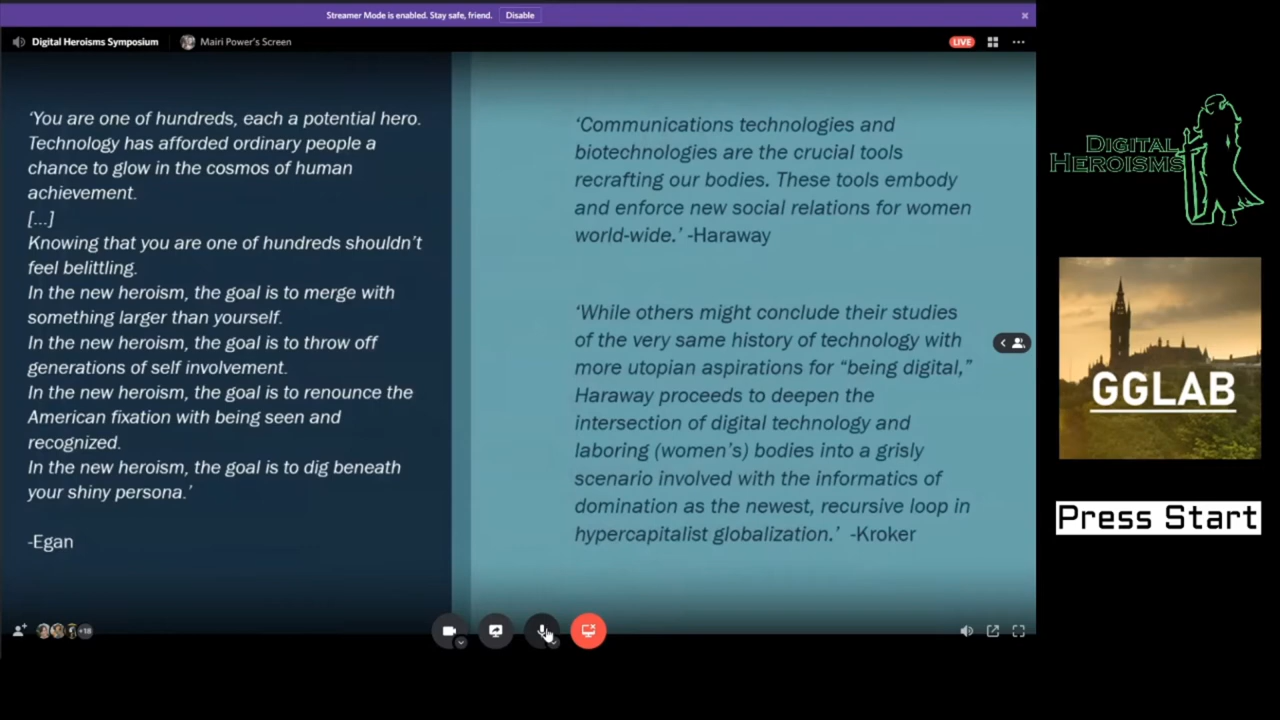 Streamer Mode is enabled. Stay safe, friend. Disable
Digital Heroisms Symposium
Mairi Power's Screen
LIVE
‘You are one of hundreds, each a potential hero.
Technology has afforded ordinary people a
chance to glow in the cosmos of human
achievement.
[...]
Knowing that you are one of hundreds shouldn’t
feel belittling.
In the new heroism, the goal is to merge with
something larger than yourself.
In the new heroism, the goal is to throw off
generations of self involvement.
In the new heroism, the goal is to renounce the
American fixation with being seen and
recognized.
In the new heroism, the goal is to dig beneath
your shiny persona.’
-Egan
‘Communications technologies and
biotechnologies are the crucial tools
recrafting our bodies. These tools embody
and enforce new social relations for women
world-wide.’ -Haraway
‘While others might conclude their studies
of the very same history of technology with
more utopian aspirations for “being digital,”
Haraway proceeds to deepen the
intersection of digital technology and
laboring (women’s) bodies into a grisly
scenario involved with the informatics of
domination as the newest, recursive loop in
hypercapitalist globalization.’ -Kroker
+18
DIGITAL
HEROISMS
GGLAB
Press Start